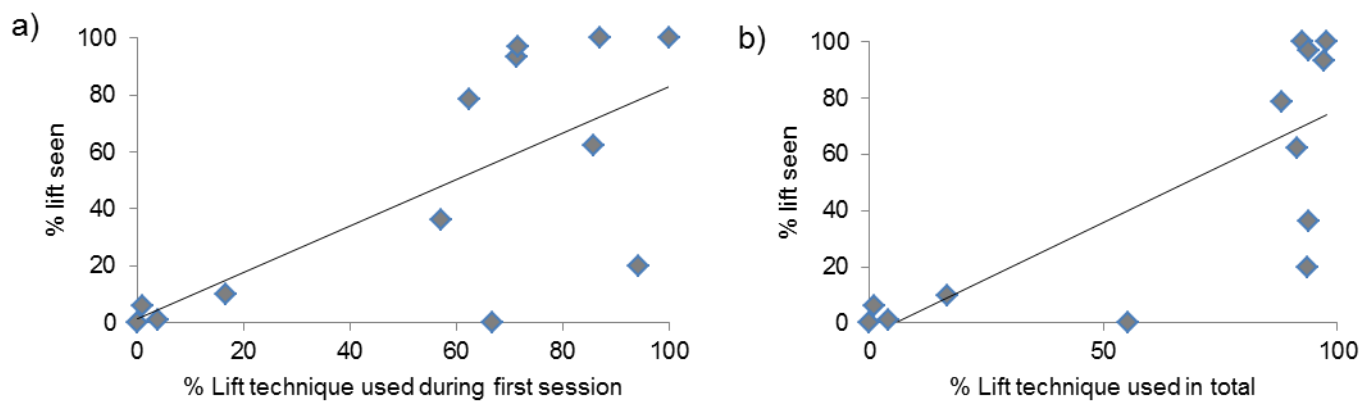 a)
100
80
60
40
20
0
% lift seen
0 20 40 60 80 100
% Lift technique used during first session
b)
100
80
60
40
20
0
% lift seen
0 50 100
% Lift technique used in total